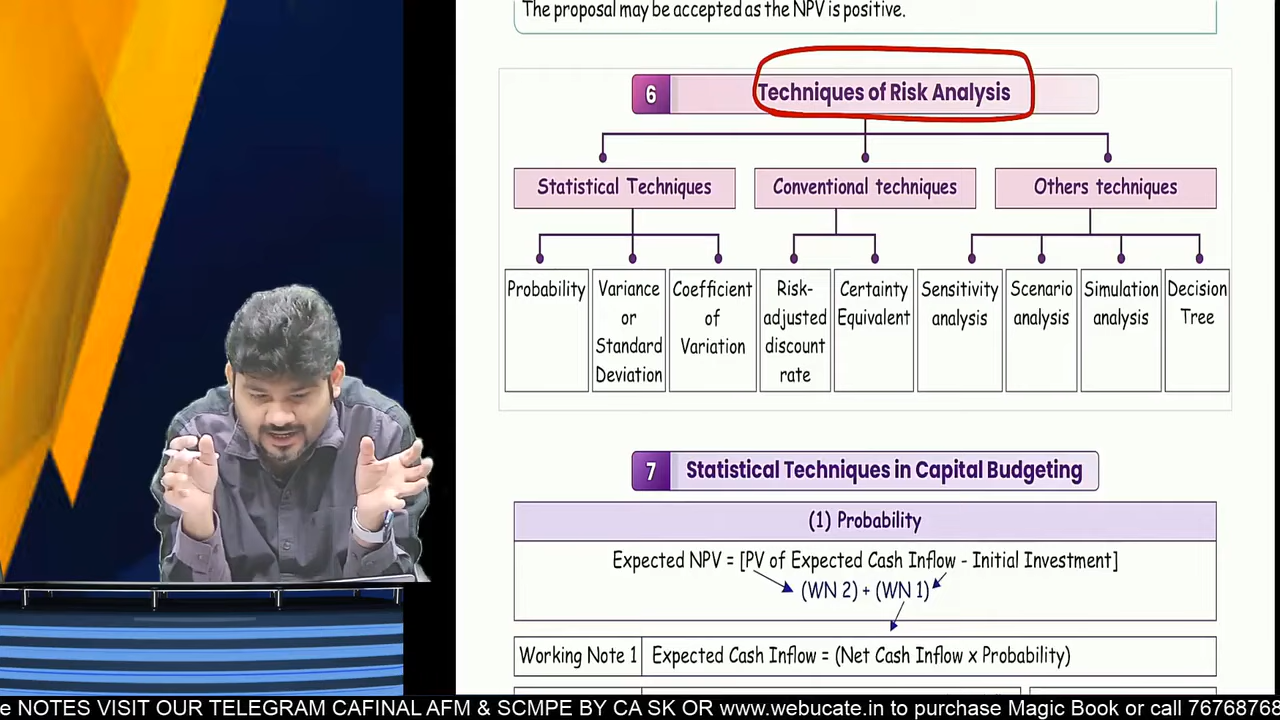 The proposal may be accepted as the NPV is positive.
6 Techniques of Risk Analysis
Statistical Techniques
Conventional techniques
Others techniques
Probability
Variance
or
Standard
Deviation
Coefficient
of
Variation
Risk-
adjusted
discount
rate
Certainty
Equivalent
Sensitivity
analysis
Scenario
analysis
Simulation
analysis
Decision
Tree
7 Statistical Techniques in Capital Budgeting
(1) Probability
Expected NPV = [PV of Expected Cash Inflow - Initial Investment]
(WN 2) + (WN 1)
Working Note 1 Expected Cash Inflow = (Net Cash Inflow x Probability)
e NOTES VISIT OUR TELEGRAM CAFINAL AFM & SCMPE BY CA SK OR www.webucate.in to purchase Magic Book or call 76768768